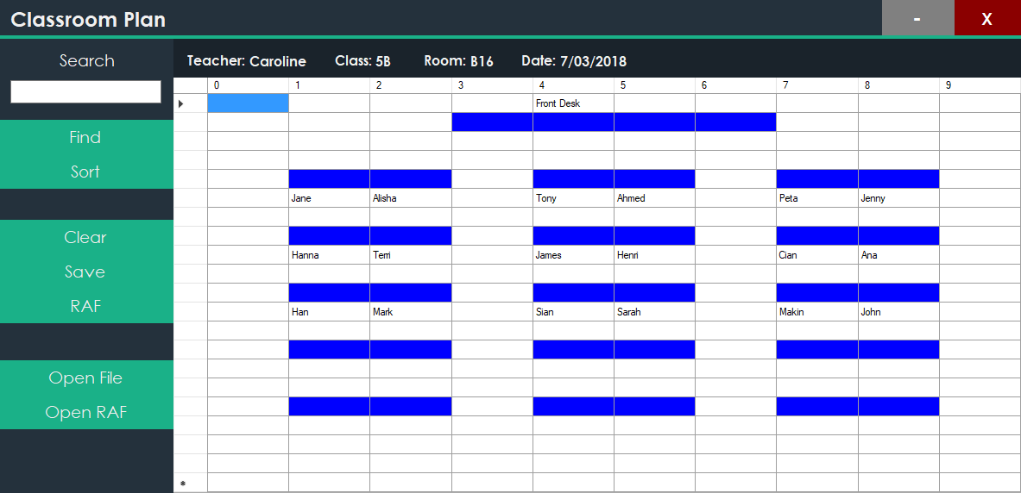 Classroom Plan - X
Search
Teacher: Caroline Class: 5B Room: B16 Date: 7/03/2018
0 1 2 3 4 5 6 7 8 9
Front Desk
Find
Sort
Jane Alisha Tony Ahmed Peta Jenny
Clear
Hanna Terri James Henri Cian Ana
Save
RAF
Han Mark Sian Sarah Makin John
Open File
Open RAF
*